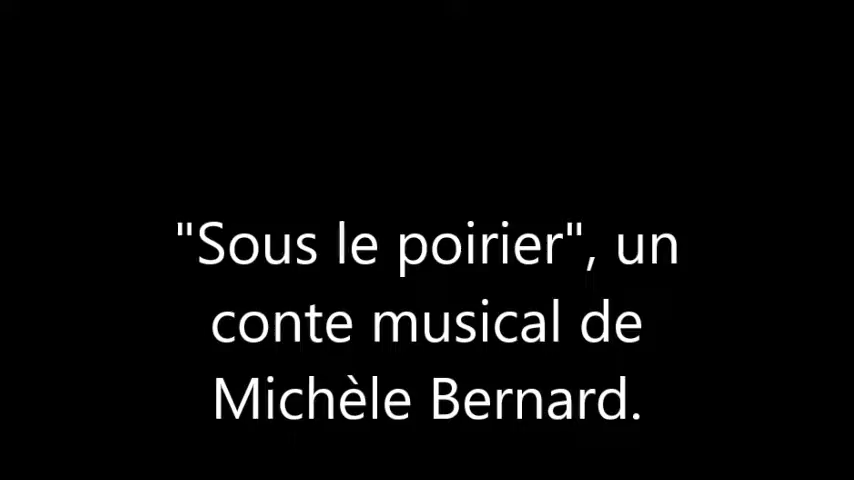 "Sous le poirier", un
conte musical de
Michèle Bernard.